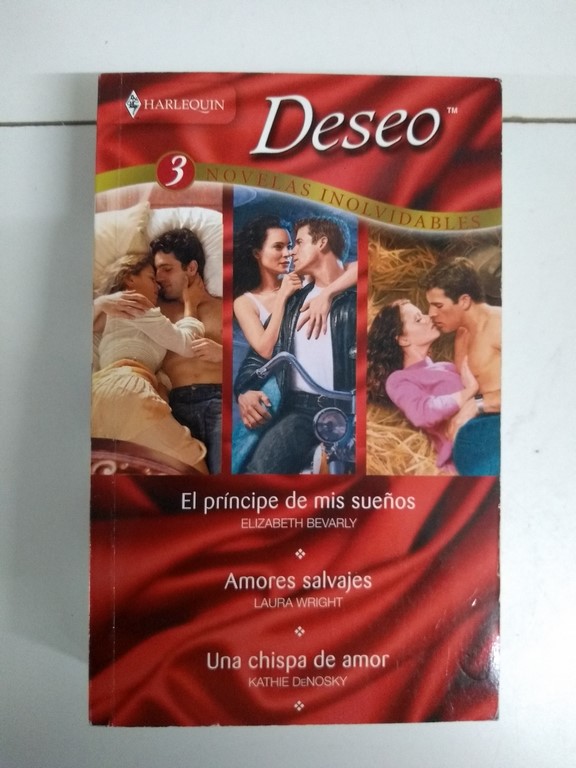 HARLEQUIN
Deseo™
3 NOVELAS INOLVIDABLES
El príncipe de mis sueños
ELIZABETH BEVARLY
Amores salvajes
LAURA WRIGHT
Una chispa de amor
KATHIE DENOSKY